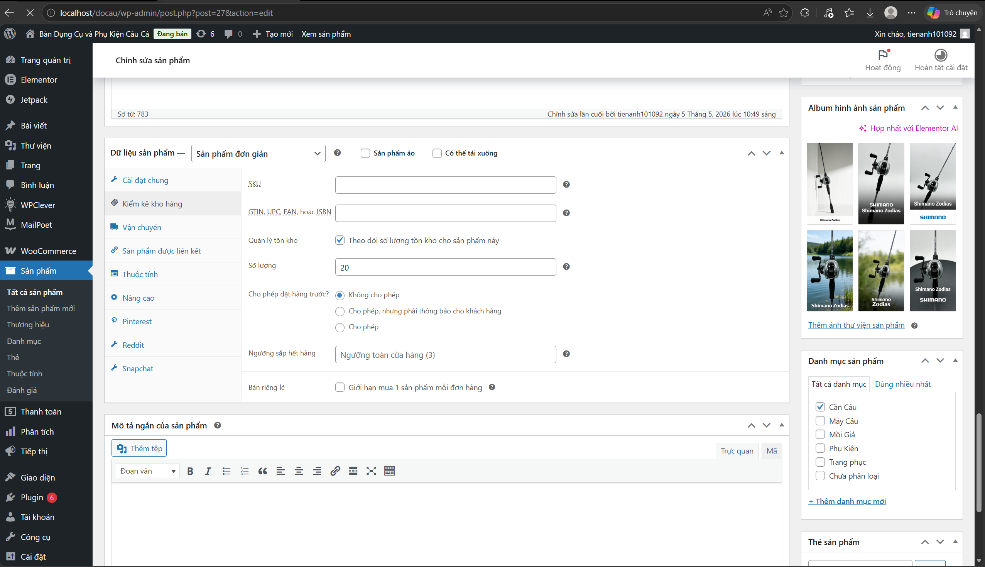 localhost/docau/wp-admin/post.php?post=27&action=edit
Trò chuyện
Bán Dụng Cụ và Phụ Kiện Câu Cá
Đang bán
6
0
Tạo mới
Xem sản phẩm
Xin chào, tienanh101092
Trang quản trị
Elementor
Jetpack
Bài viết
Thư viện
Trang
Bình luận
WPClever
MailPoet
WooCommerce
Sản phẩm
Tất cả sản phẩm
Thêm sản phẩm mới
Thương hiệu
Danh mục
Thẻ
Thuộc tính
Đánh giá
Thanh toán
Phân tích
Tiếp thị
Giao diện
Plugin 6
Tài khoản
Công cụ
Cài đặt
Chỉnh sửa sản phẩm
Hoạt động
Hoàn tất cài đặt
Số từ: 783
Chỉnh sửa lần cuối bởi tienanh101092 ngày 5 Tháng 5, 2026 lúc 10:49 sáng
Dữ liệu sản phẩm —
Sản phẩm đơn giản
Sản phẩm ảo
Có thể tải xuống
Cài đặt chung
Kiểm kê kho hàng
Vận chuyển
Sản phẩm được liên kết
Thuộc tính
Nâng cao
Pinterest
Reddit
Snapchat
SKU
GTIN, UPC, EAN, hoặc ISBN
Quản lý tồn kho
Theo dõi số lượng tồn kho cho sản phẩm này
Số lượng
20
Cho phép đặt hàng trước?
Không cho phép
Cho phép, nhưng phải thông báo cho khách hàng
Cho phép
Ngưỡng sắp hết hàng
Ngưỡng toàn cửa hàng (3)
Bán riêng lẻ
Giới hạn mua 1 sản phẩm mỗi đơn hàng
Mô tả ngắn của sản phẩm
Thêm tệp
Trực quan
Mã
Đoạn văn
B
I
Album hình ảnh sản phẩm
Hợp nhất với Elementor AI
SHIMANO
Shimano Zodias
Shimano Zodias
SHIMANO
Shimano Zodias
Shimano
Zodias
Shimano Zodias
SHIMANO
Thêm ảnh thư viện sản phẩm
Danh mục sản phẩm
Tất cả danh mục
Dùng nhiều nhất
Cần Câu
Máy Câu
Mồi Giả
Phụ Kiện
Trang phục
Chưa phân loại
+ Thêm danh mục mới
Thẻ sản phẩm